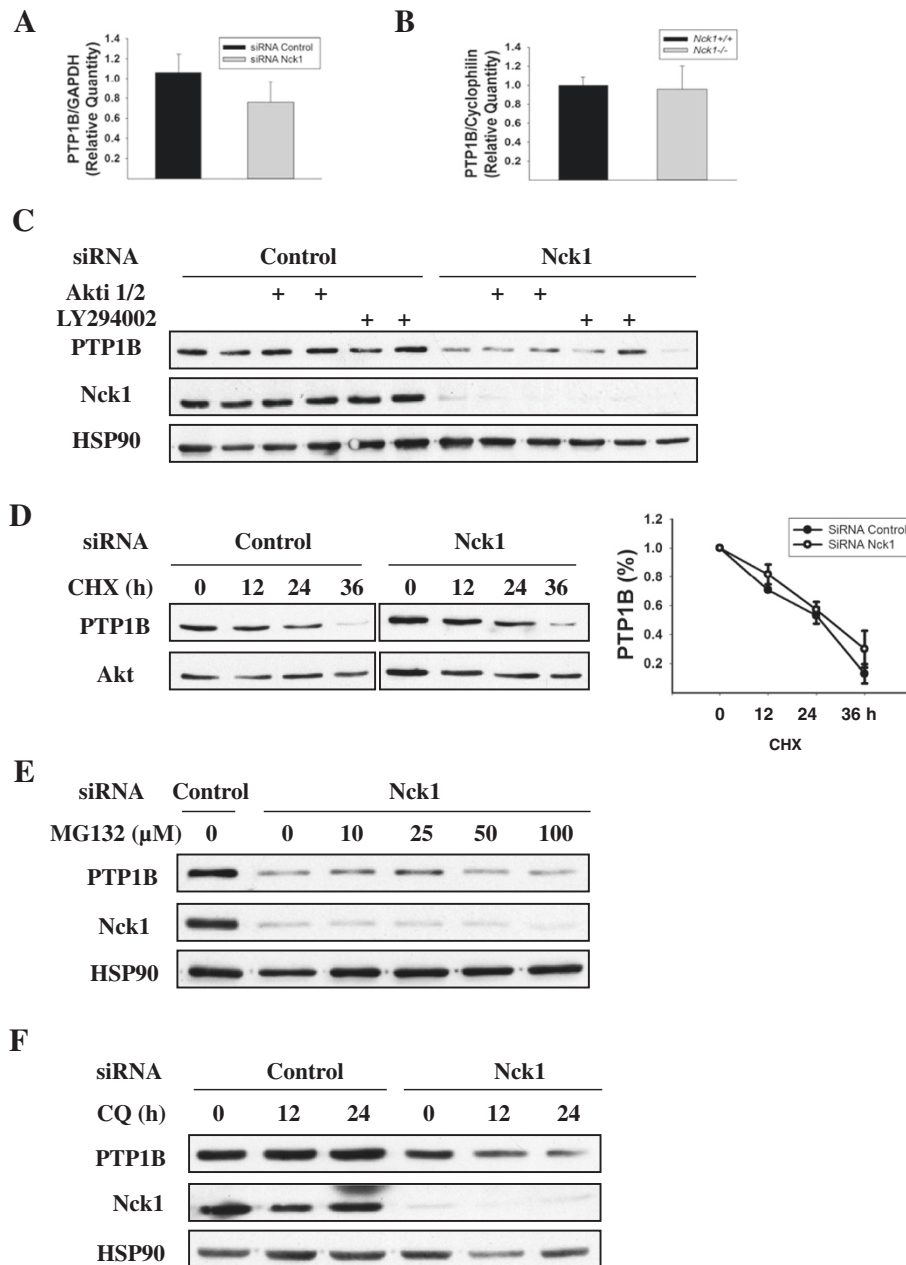 A
B
PTP1B/GAPDH
(Relative Quantity)
1.4
1.2
1.0
0.8
0.6
0.4
0.2
siRNA Control
siRNA Nck1
PTP1B/Cyclophilin
(Relative Quantity)
1.4
1.2
1.0
0.8
0.6
0.4
0.2
Nck1+/+
Nck1-/-
C
siRNA Control Nck1
Akti 1/2 + + + +
LY294002 + + + +
PTP1B
Nck1
HSP90
D
siRNA Control Nck1
CHX (h) 0 12 24 36 0 12 24 36
PTP1B
Akt
PTP1B (%)
1.2
1.0
0.8
0.6
0.4
0.2
SiRNA Control
SiRNA Nck1
0 12 24 36 h
CHX
E
siRNA Control Nck1
MG132 (µM) 0 0 10 25 50 100
PTP1B
Nck1
HSP90
F
siRNA Control Nck1
CQ (h) 0 12 24 0 12 24
PTP1B
Nck1
HSP90